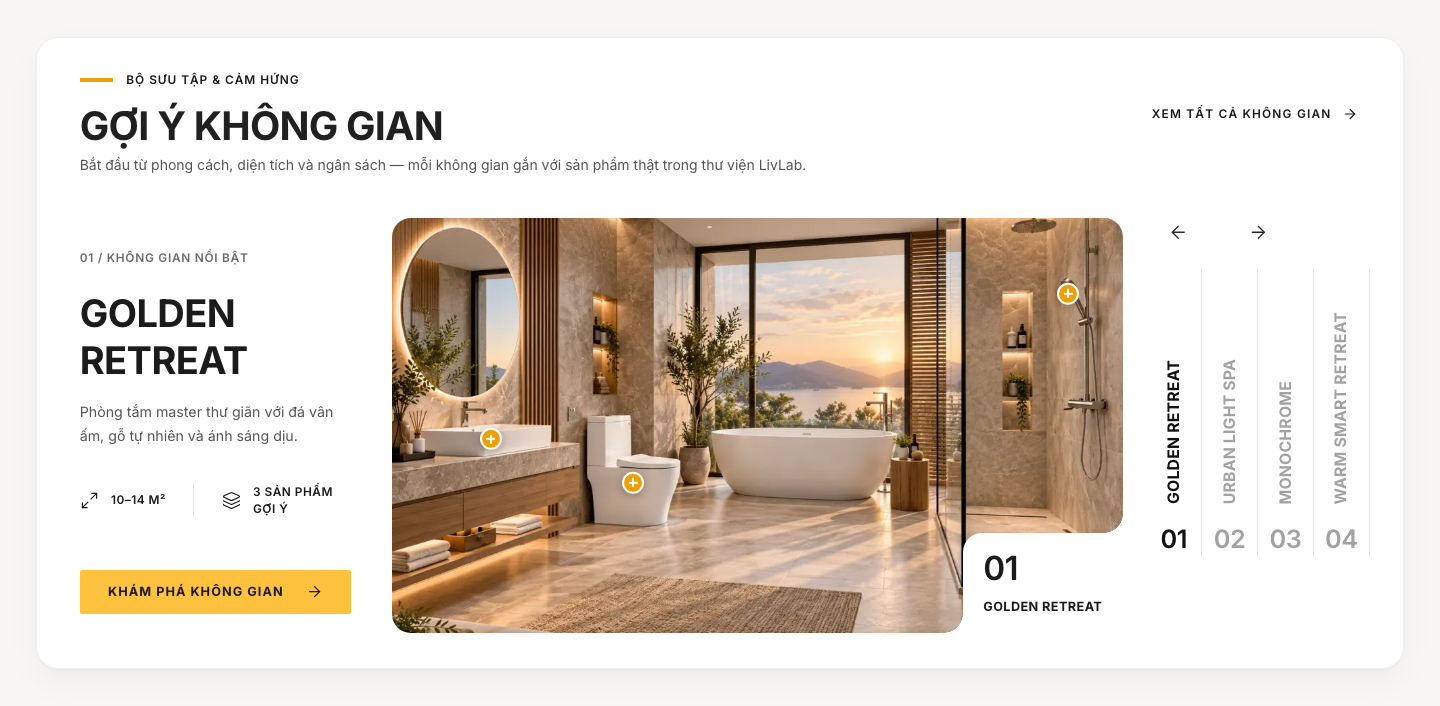 BỘ SƯU TẬP & CẢM HỨNG
GỢI Ý KHÔNG GIAN
Bắt đầu từ phong cách, diện tích và ngân sách — mỗi không gian gắn với sản phẩm thật trong thư viện LivLab.
XEM TẤT CẢ KHÔNG GIAN
01 / KHÔNG GIAN NỔI BẬT
GOLDEN
RETREAT
Phòng tắm master thư giãn với đá vân
ấm, gỗ tự nhiên và ánh sáng dịu.
10–14 M²
3 SẢN PHẨM
GỢI Ý
KHÁM PHÁ KHÔNG GIAN
01
GOLDEN RETREAT
GOLDEN RETREAT
01
URBAN LIGHT SPA
02
MONOCHROME
03
WARM SMART RETREAT
04